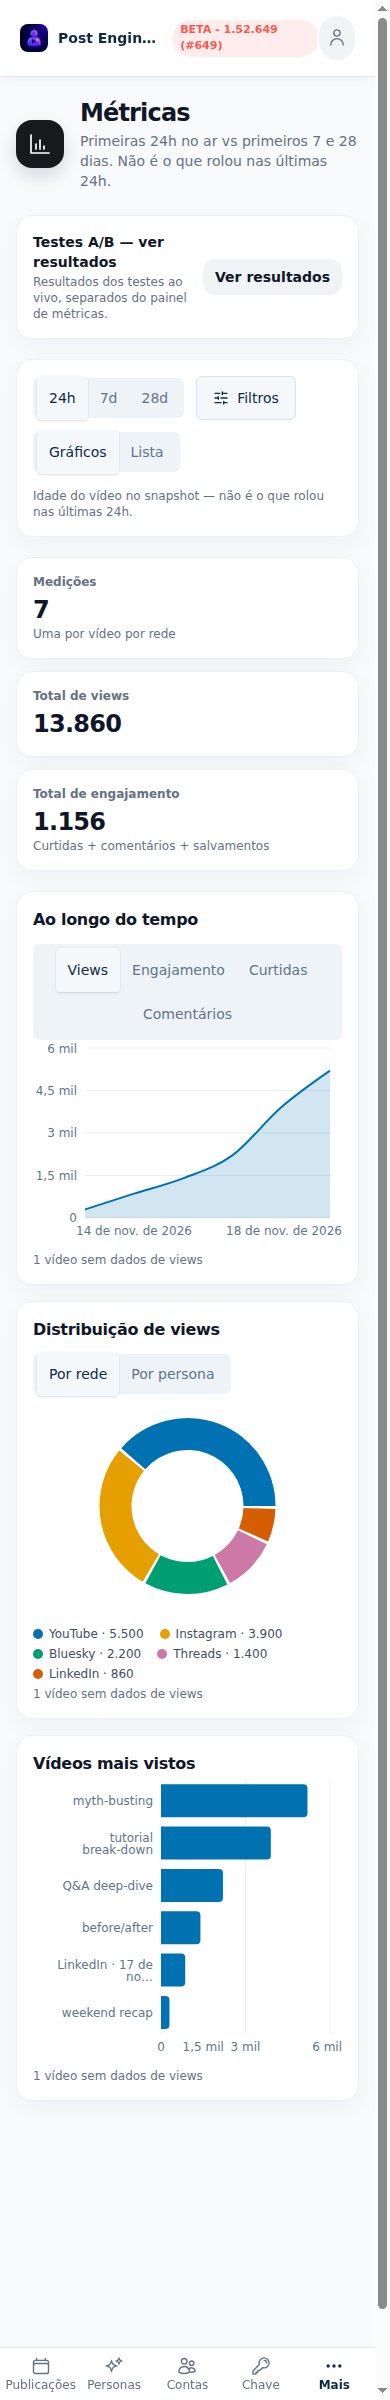 Post Engin...
BETA - 1.52.649
(#649)
Métricas
Primeiras 24h no ar vs primeiros 7 e 28
dias. Não é o que rolou nas últimas
24h.
Testes A/B — ver
resultados
Resultados dos testes ao
vivo, separados do painel
de métricas.
Ver resultados
24h 7d 28d Filtros
Gráficos Lista
Idade do vídeo no snapshot — não é o que rolou
nas últimas 24h.
Medições
7
Uma por vídeo por rede
Total de views
13.860
Total de engajamento
1.156
Curtidas + comentários + salvamentos
Ao longo do tempo
Views Engajamento Curtidas
Comentários
6 mil
4,5 mil
3 mil
1,5 mil
0
14 de nov. de 2026 18 de nov. de 2026
1 vídeo sem dados de views
Distribuição de views
Por rede Por persona
YouTube · 5.500 Instagram · 3.900
Bluesky · 2.200 Threads · 1.400
LinkedIn · 860
1 vídeo sem dados de views
Vídeos mais vistos
myth-busting
tutorial
break-down
Q&A deep-dive
before/after
LinkedIn · 17 de
no…
weekend recap
0 1,5 mil 3 mil 6 mil
1 vídeo sem dados de views
Publicações Personas Contas Chave Mais